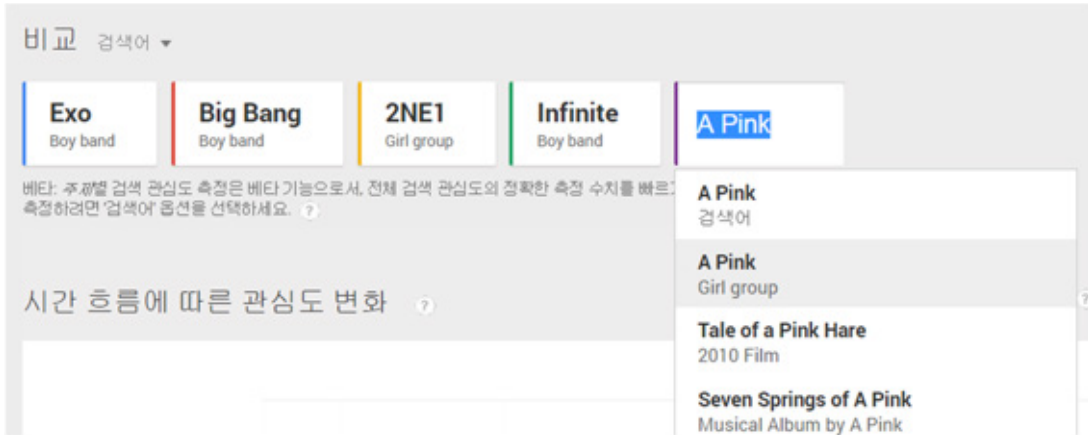 비교 검색어
Exo
Boy band
Big Bang
Boy band
2NE1
Girl group
Infinite
Boy band
A Pink
베타: 주제별 검색 관심도 측정은 베타 기능으로서, 전체 검색 관심도의 정확한 측정 수치를 빠르
측정하려면 '검색어' 옵션을 선택하세요. ?
A Pink
검색어
A Pink
Girl group
시간 흐름에 따른 관심도 변화 ?
?
Tale of a Pink Hare
2010 Film
Seven Springs of A Pink
Musical Album by A Pink